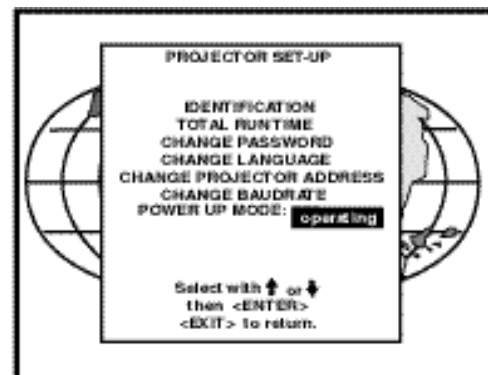 PROJECTOR SET-UP
IDENTIFICATION
TOTAL RUNTIME
CHANGE PASSWORD
CHANGE LANGUAGE
CHANGE PROJECTOR ADDRESS
CHANGE BAUDRATE
POWER UP MODE: operating
Select with ⬆ or ⬇
then <ENTER>
<EXIT> to return.